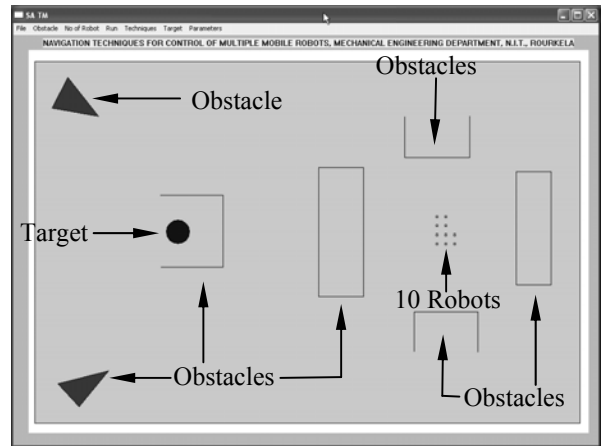 SA TM
File Obstacle No of Robot Run Techniques Target Parameters
NAVIGATION TECHNIQUES FOR CONTROL OF MULTIPLE MOBILE ROBOTS, MECHANICAL ENGINEERING DEPARTMENT, N.I.T., ROURKELA
Obstacles
Obstacle
Target
10 Robots
Obstacles
Obstacles